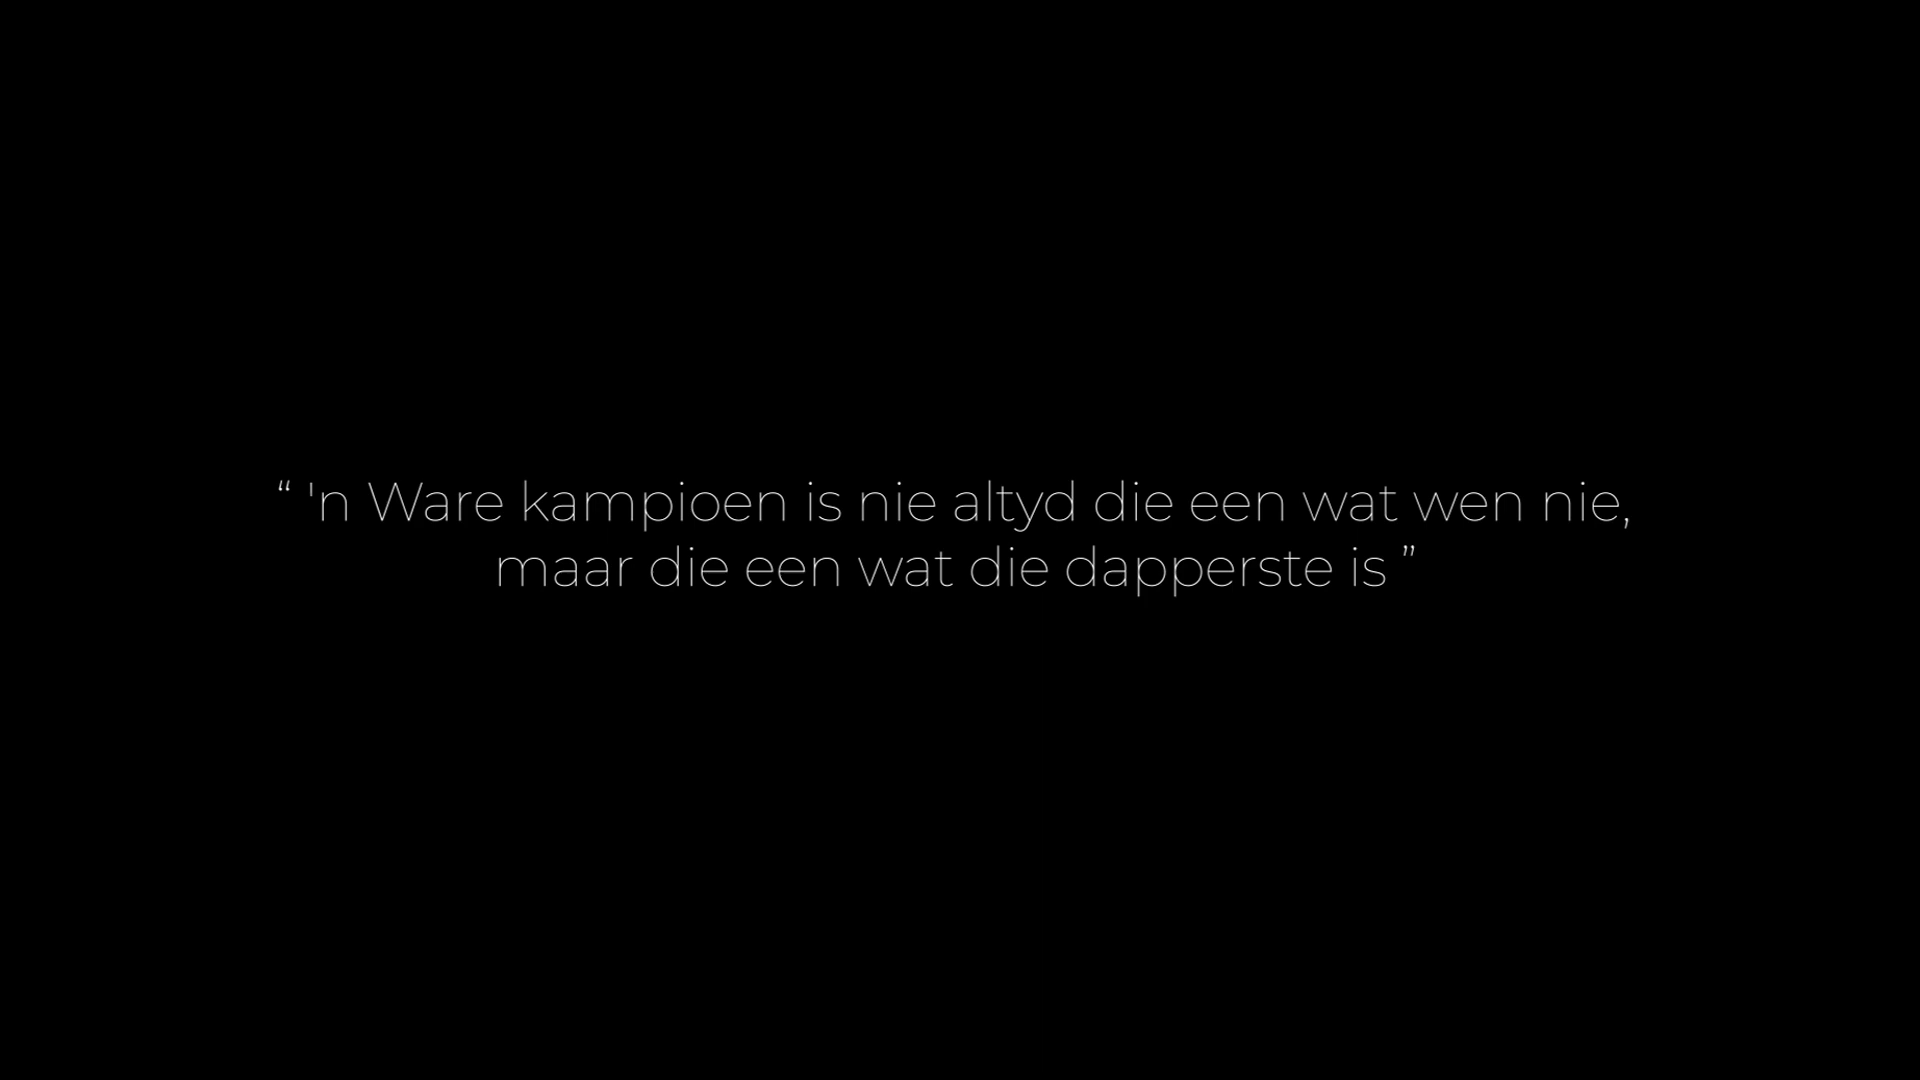 “ 'n Ware kampioen is nie altyd die een wat wen nie,
maar die een wat die dapperste is ”